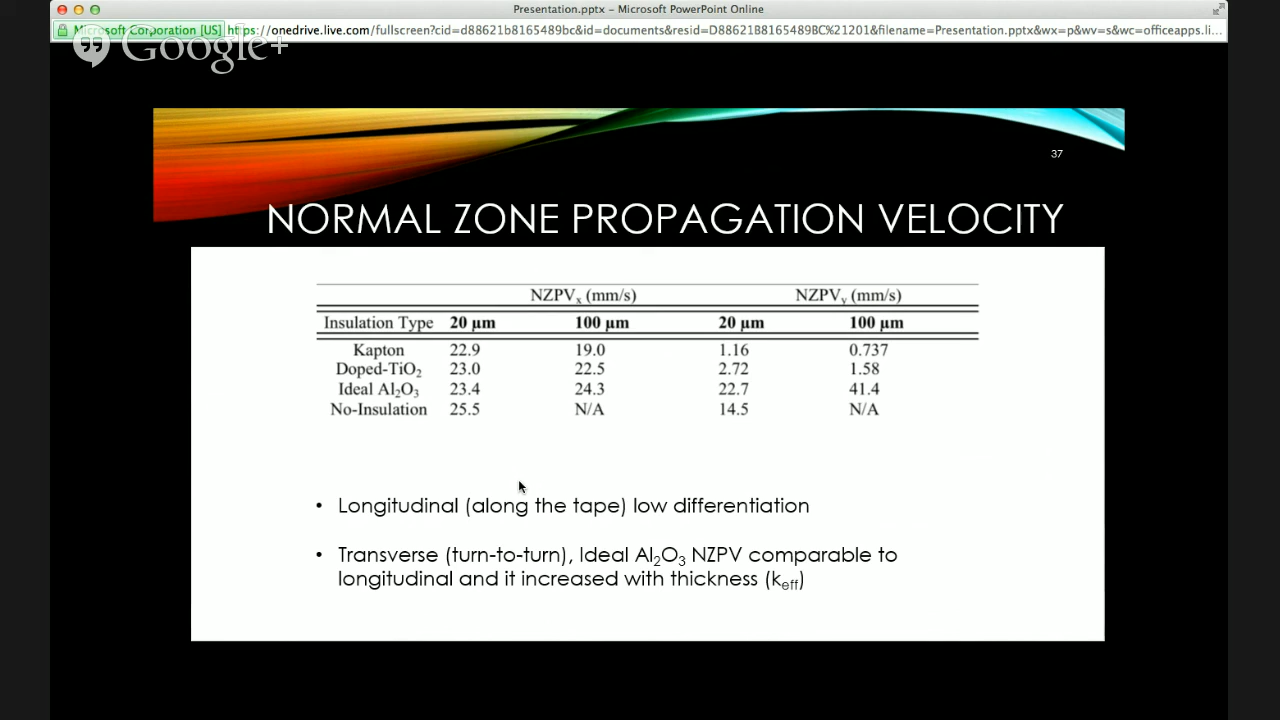 Presentation.pptx – Microsoft PowerPoint Online
Microsoft Corporation [US] https://onedrive.live.com/fullscreen?cid=d88621b8165489bc&id=documents&resid=D88621B8165489BC%21201&filename=Presentation.pptx&wx=p&wv=s&wc=officeapps.li...
Google+
37
NORMAL ZONE PROPAGATION VELOCITY
NZPVₓ (mm/s) NZPVᵧ (mm/s)
Insulation Type 20 µm 100 µm 20 µm 100 µm
Kapton 22.9 19.0 1.16 0.737
Doped-TiO₂ 23.0 22.5 2.72 1.58
Ideal Al₂O₃ 23.4 24.3 22.7 41.4
No-Insulation 25.5 N/A 14.5 N/A
• Longitudinal (along the tape) low differentiation
• Transverse (turn-to-turn), Ideal Al₂O₃ NZPV comparable to
longitudinal and it increased with thickness (k_eff)